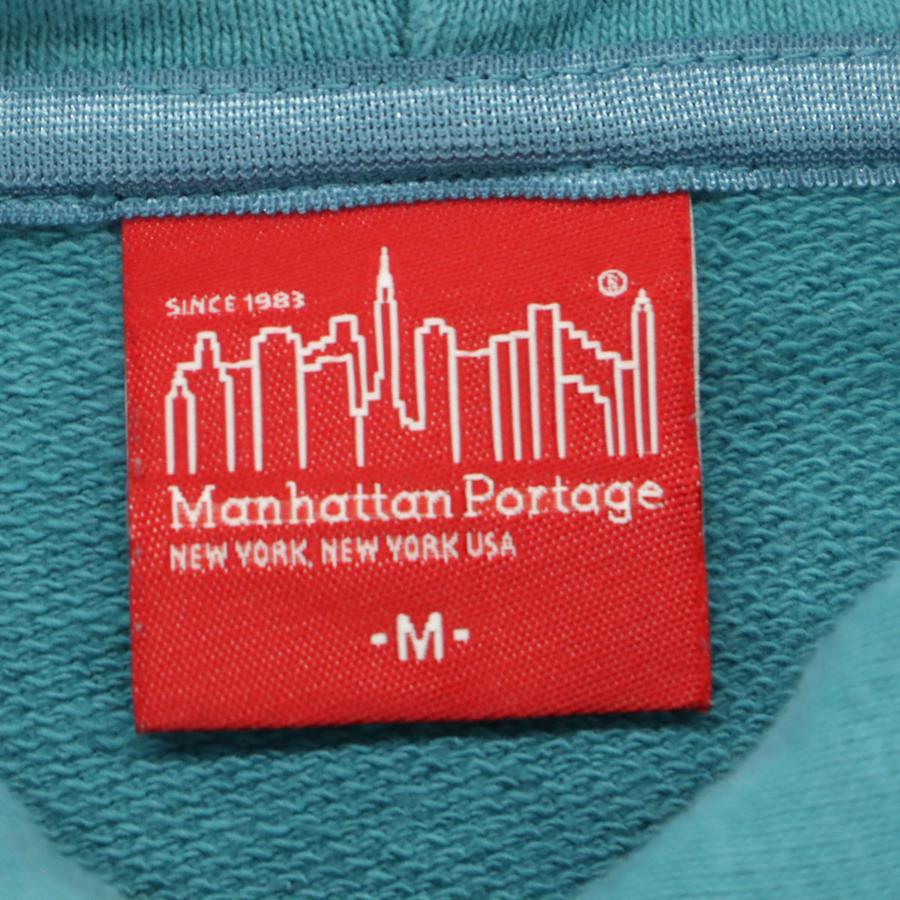 SINCE 1983
®
Manhattan Portage
NEW YORK, NEW YORK USA
-M-